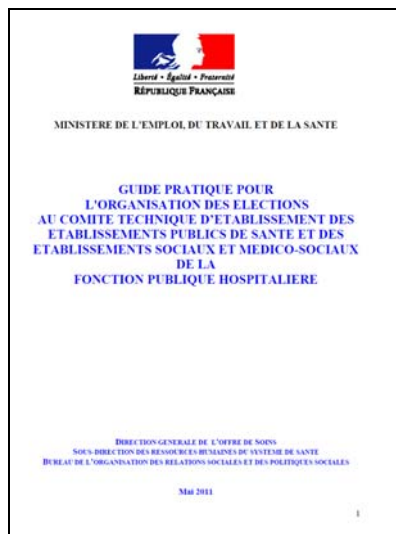 Liberté • Égalité • Fraternité
RÉPUBLIQUE FRANÇAISE
MINISTERE DE L'EMPLOI, DU TRAVAIL ET DE LA SANTE
GUIDE PRATIQUE POUR
L'ORGANISATION DES ELECTIONS
AU COMITE TECHNIQUE D'ETABLISSEMENT DES
ETABLISSEMENTS PUBLICS DE SANTE ET DES
ETABLISSEMENTS SOCIAUX ET MEDICO-SOCIAUX
DE LA
FONCTION PUBLIQUE HOSPITALIERE
DIRECTION GENERALE DE L'OFFRE DE SOINS
SOUS-DIRECTION DES RESSOURCES HUMAINES DU SYSTEME DE SANTE
BUREAU DE L'ORGANISATION DES RELATIONS SOCIALES ET DES POLITIQUES SOCIALES
Mai 2011
1